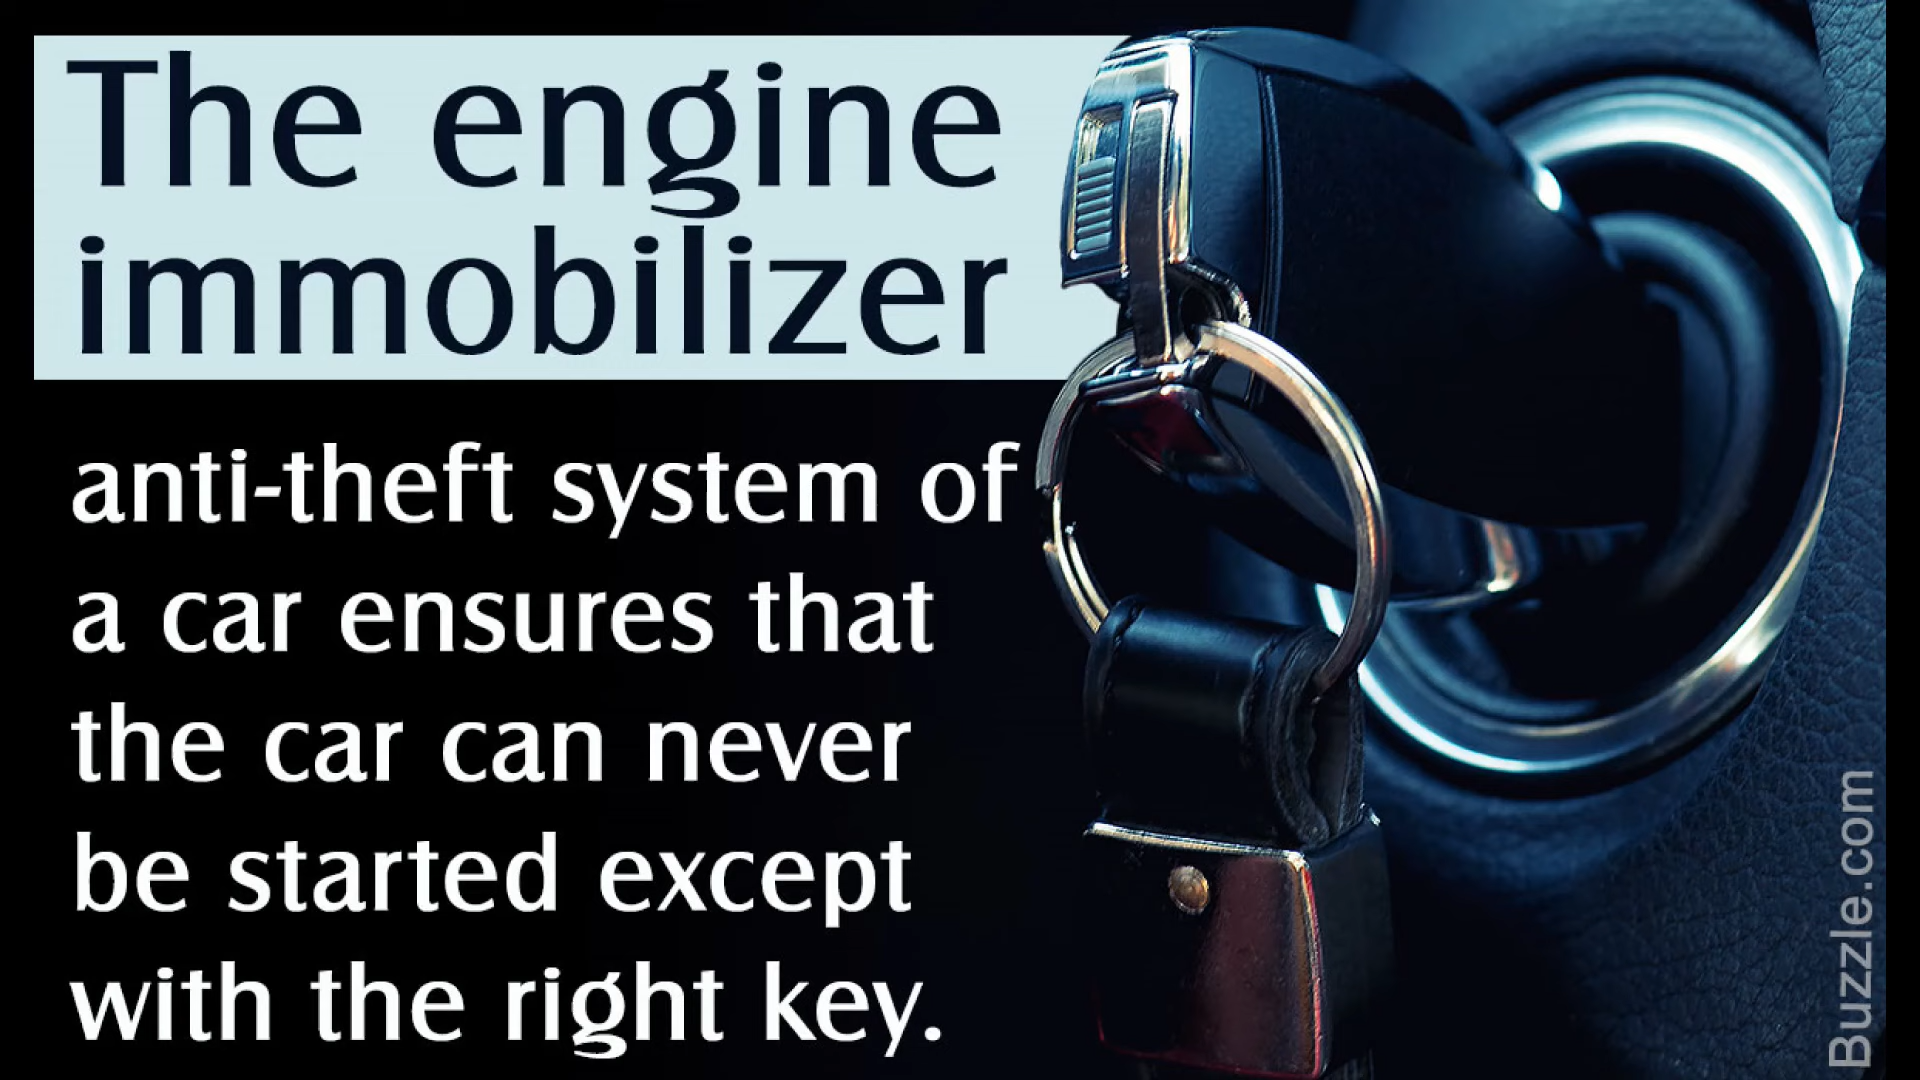 The engine
immobilizer
anti-theft system of
a car ensures that
the car can never
be started except
with the right key.
Buzzle.com